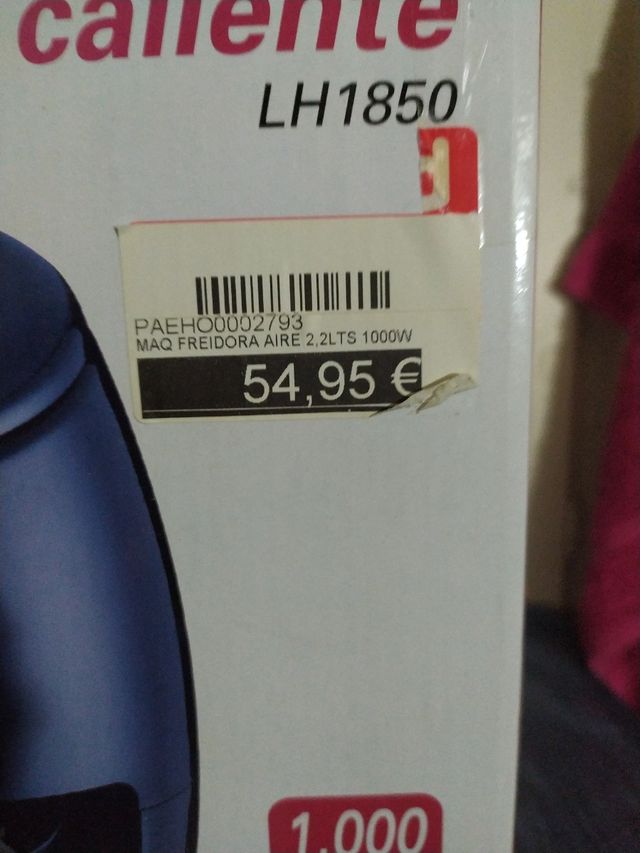 caliente
LH1850
PAEHO0002793
MAQ FREIDORA AIRE 2,2LTS 1000W
54,95 €
1.000